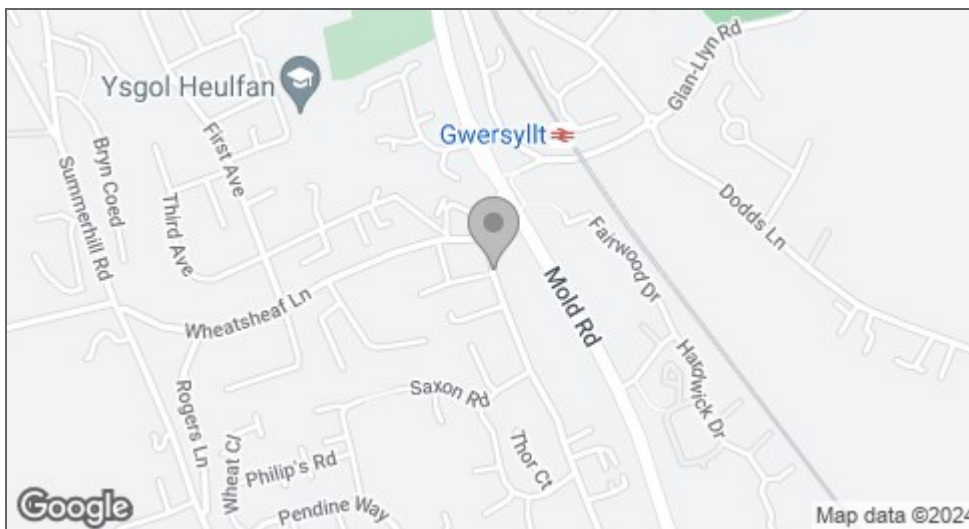 Ysgol Heulfan
Glan-Llyn Rd
Gwersyllt
First Ave
Bryn Coed
Summerhill Rd
Third Ave
Dodds Ln
Fairwood Dr
Mold Rd
Wheatsheaf Ln
Hardwick Dr
Saxon Rd
Rogers Ln
Wheat Cl
Philip's Rd
Thor Ct
Pendine Way
Google
Map data ©2024